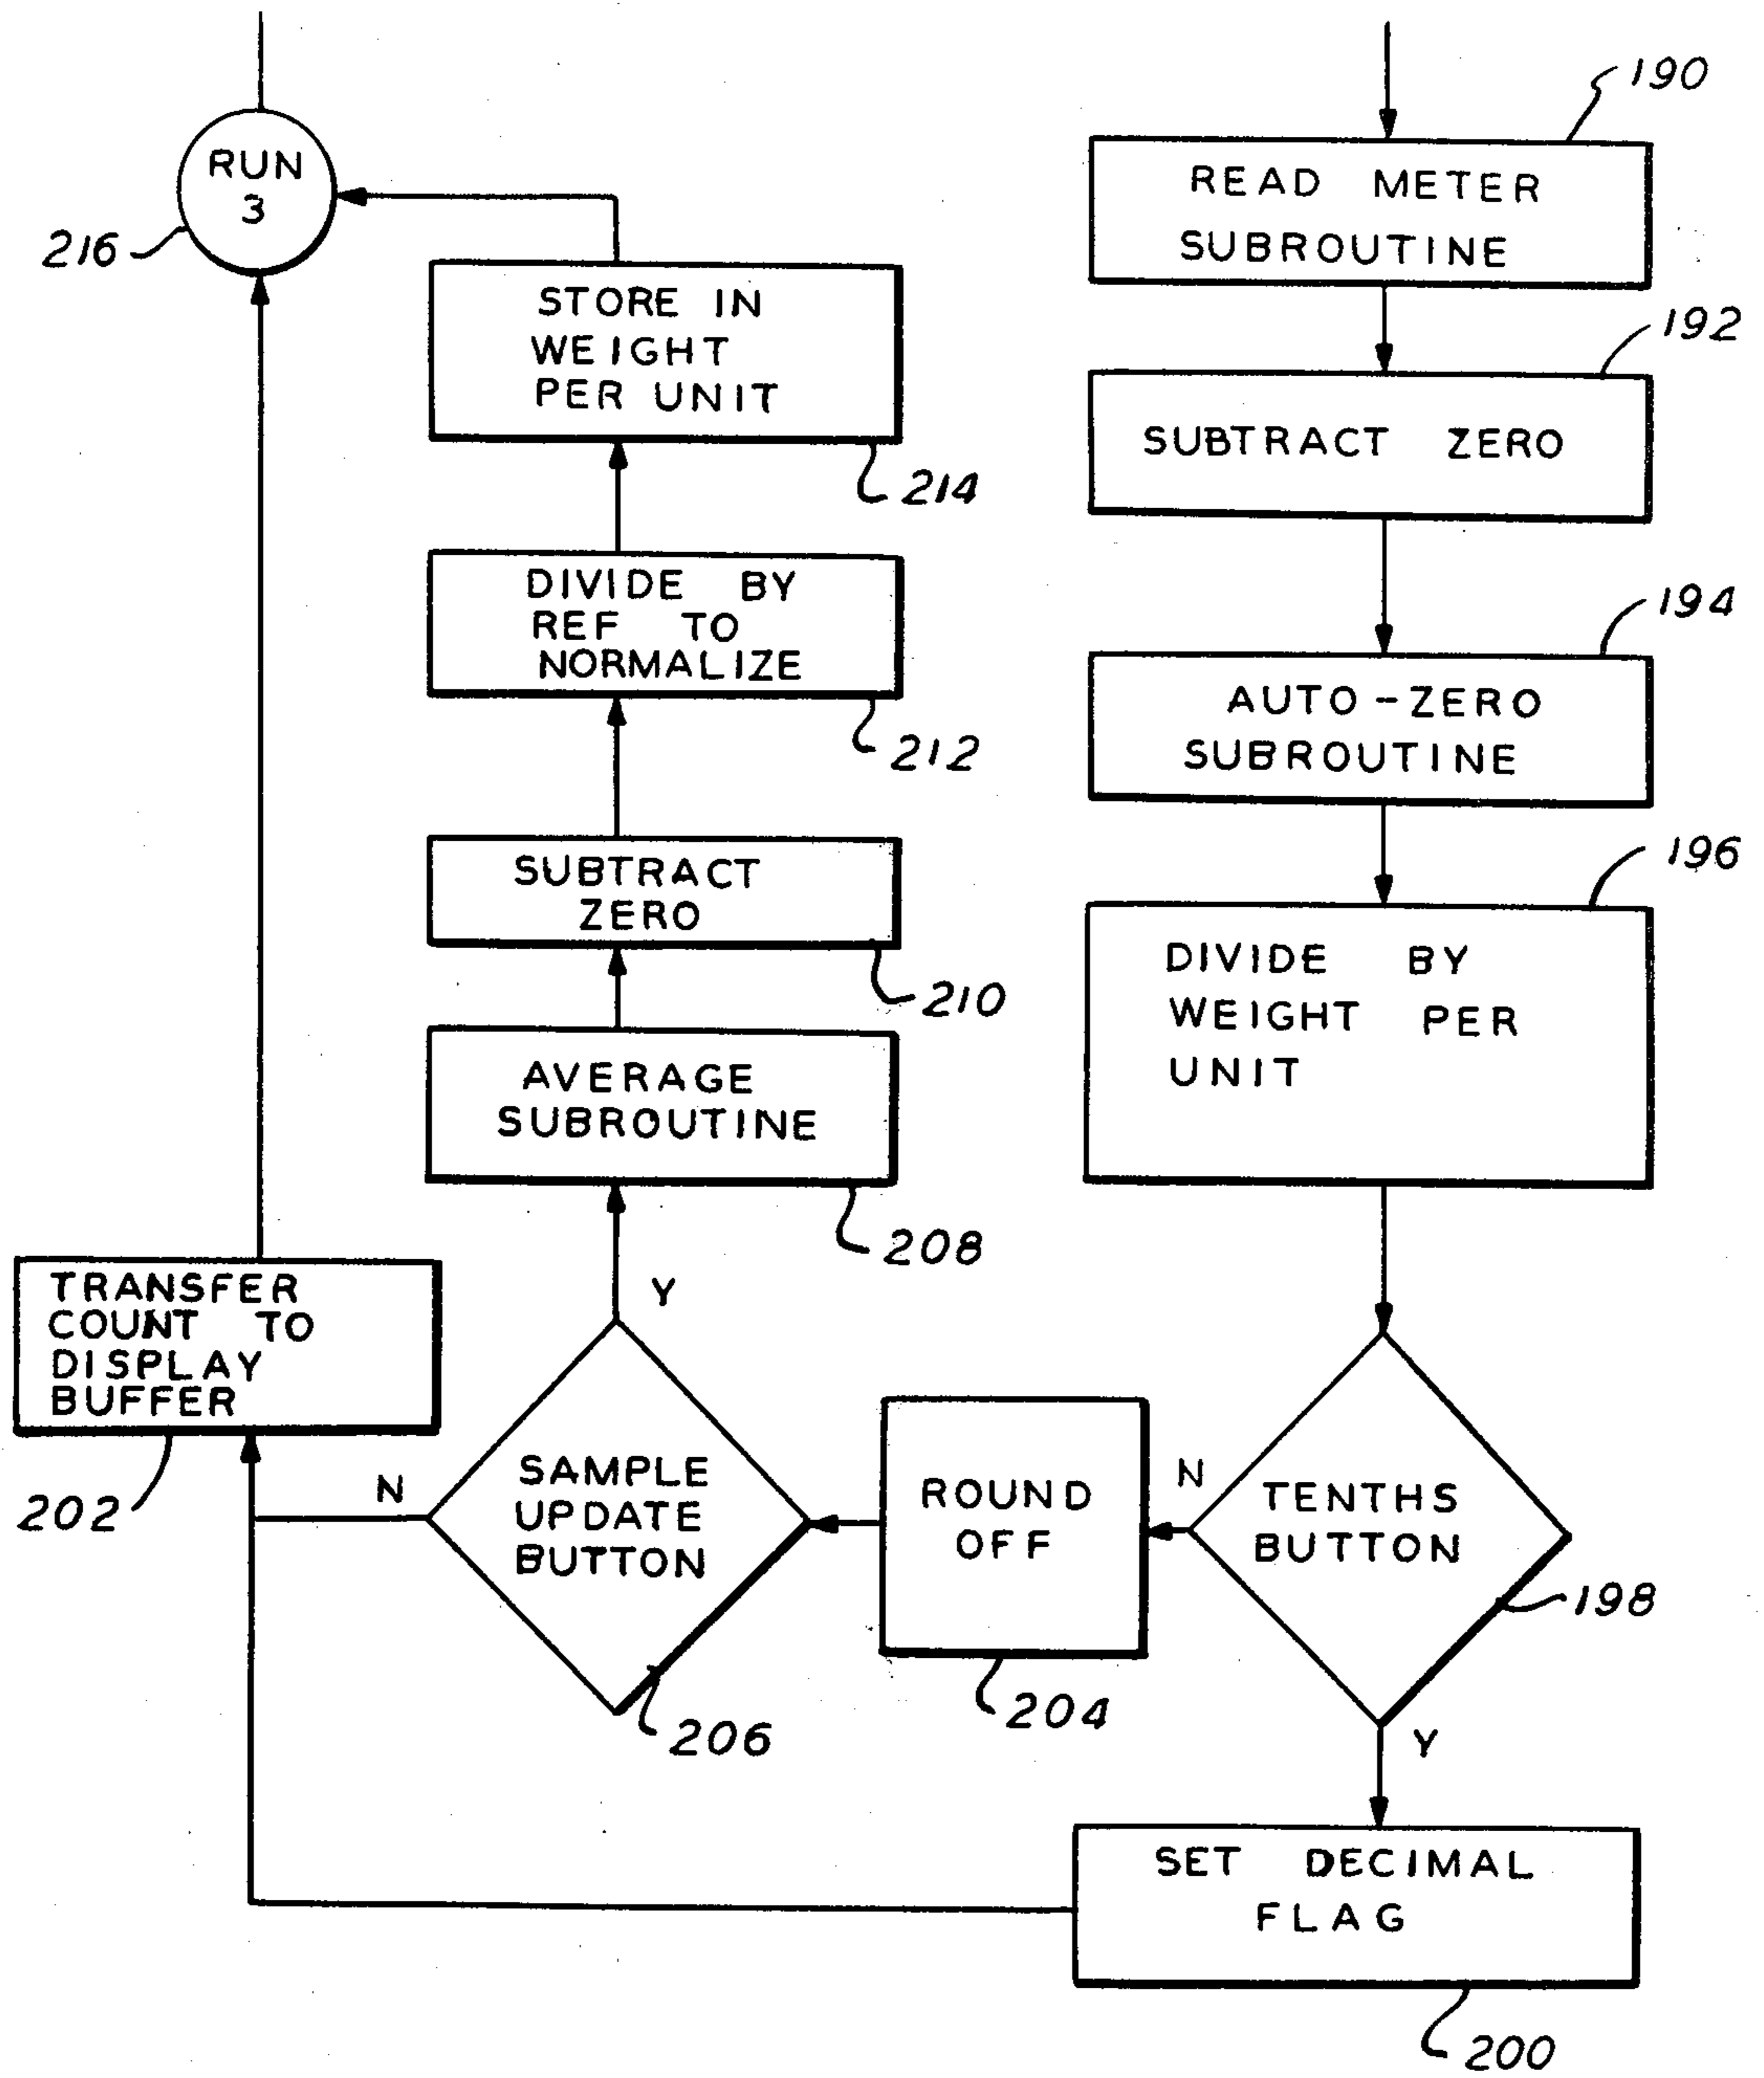 190
READ METER
SUBROUTINE
192
SUBTRACT ZERO
194
AUTO-ZERO
SUBROUTINE
196
DIVIDE BY
WEIGHT PER
UNIT
TENTHS
BUTTON
198
N
Y
SET DECIMAL
FLAG
200
ROUND
OFF
204
SAMPLE
UPDATE
BUTTON
206
N
Y
TRANSFER
COUNT TO
DISPLAY
BUFFER
202
AVERAGE
SUBROUTINE
208
SUBTRACT
ZERO
210
DIVIDE BY
REF TO
NORMALIZE
212
STORE IN
WEIGHT
PER UNIT
214
RUN
3
216